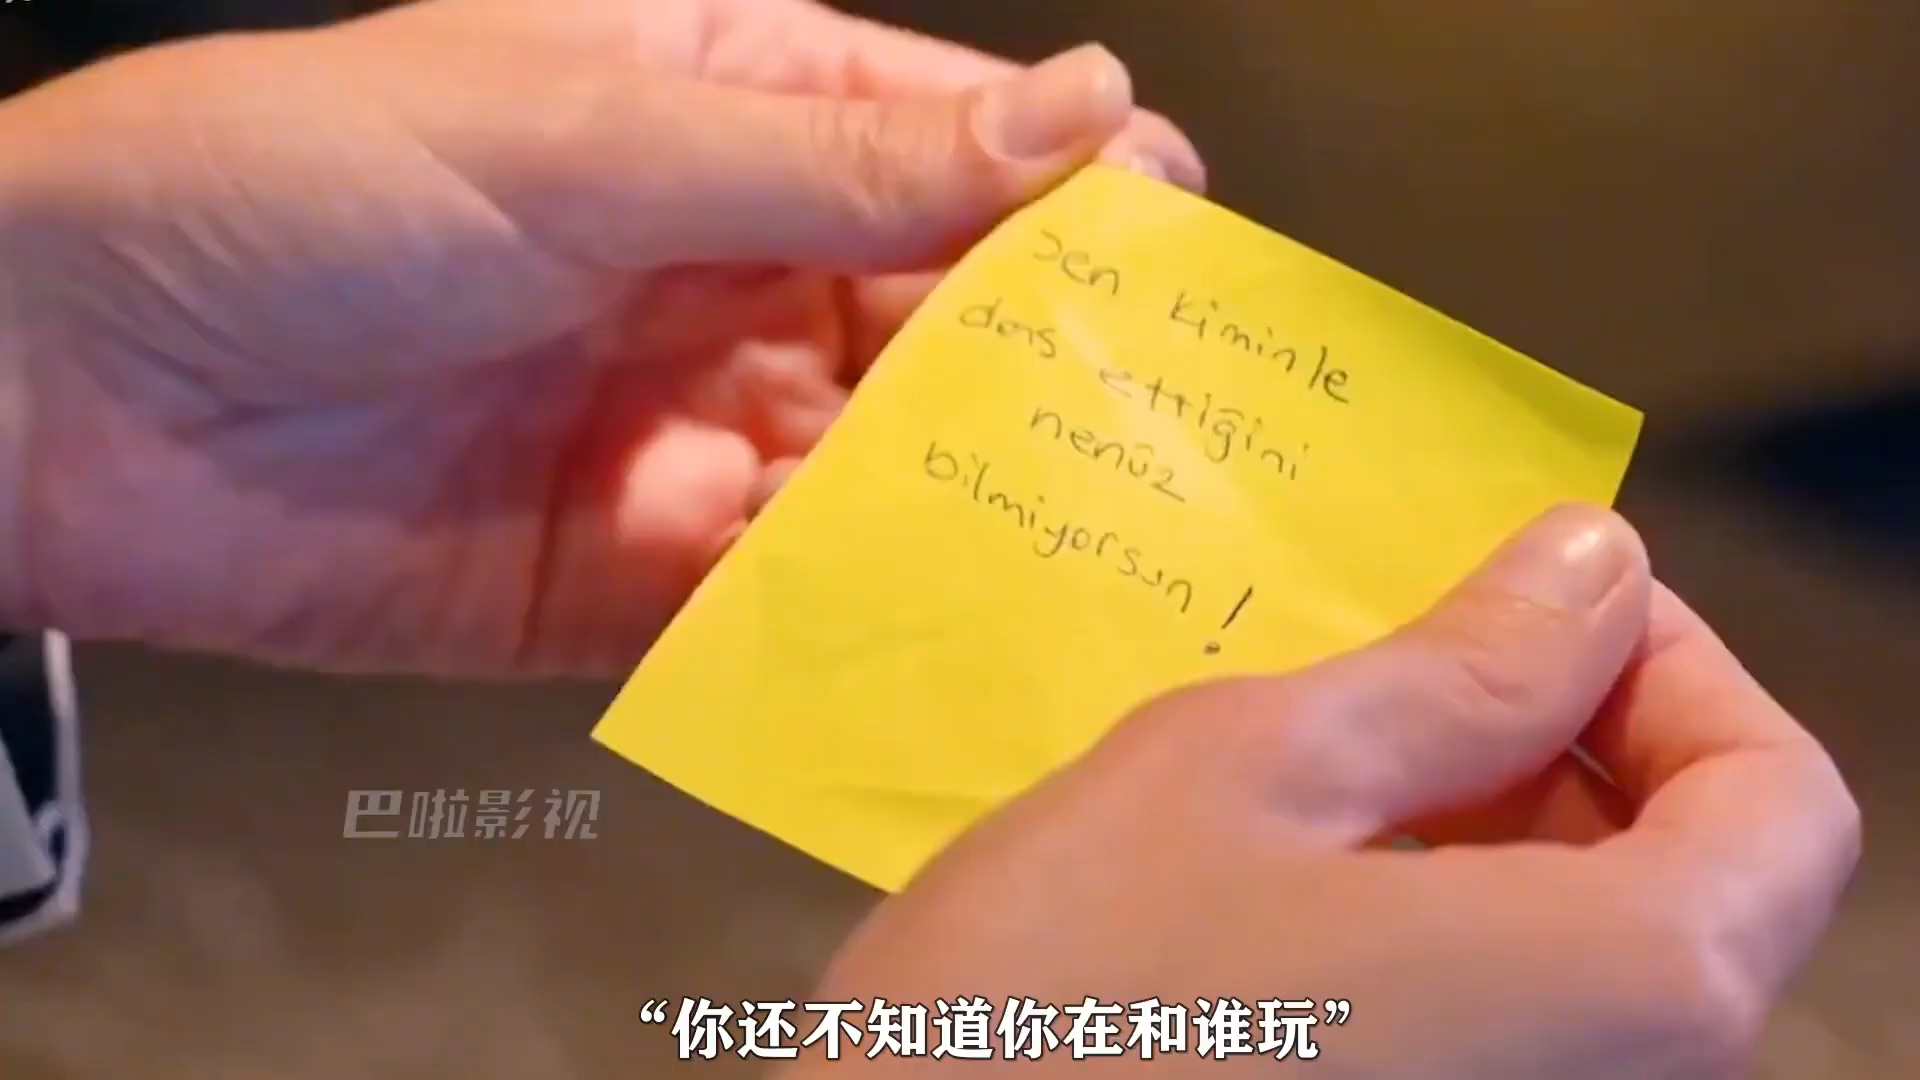 Sen kiminle
dans ettiğini
henüz
bilmiyorsun!
巴啦影视
“你还不知道你在和谁玩”